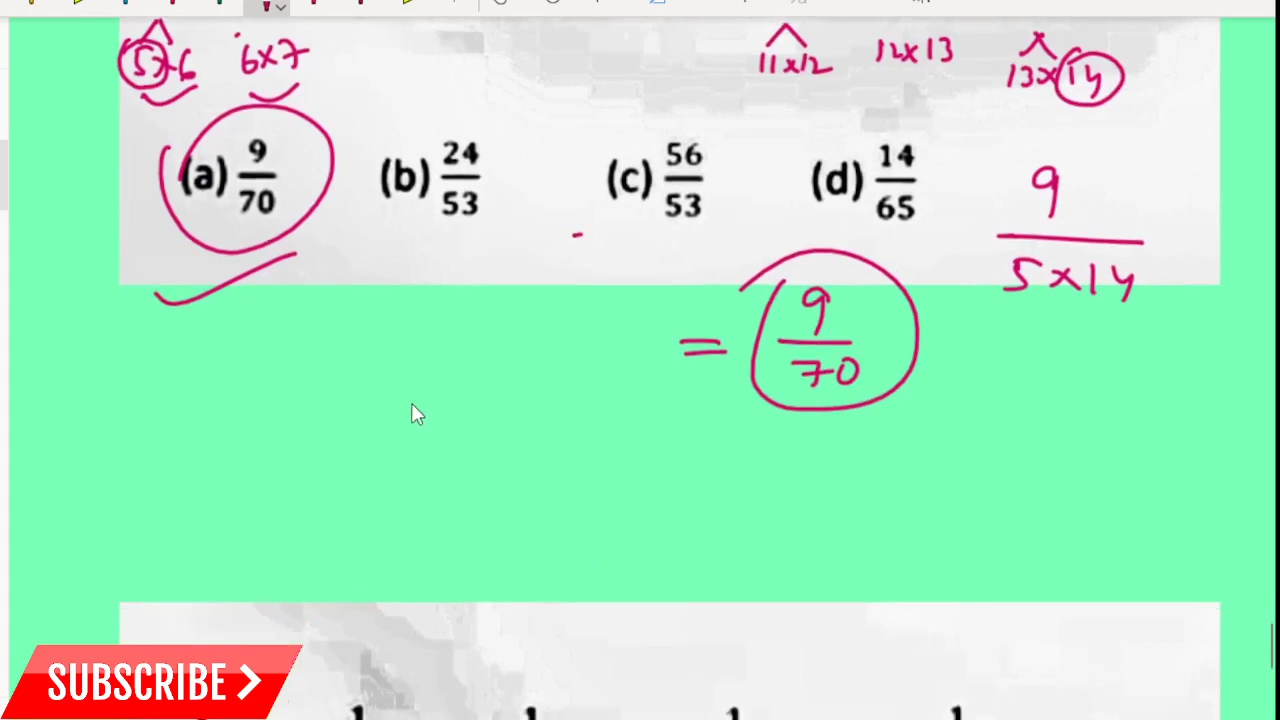 5×6 6×7 11×12 12×13 13×14
(a) 9/70 (b) 24/53 (c) 56/53 (d) 14/65
9/5×14
= 9/70
SUBSCRIBE